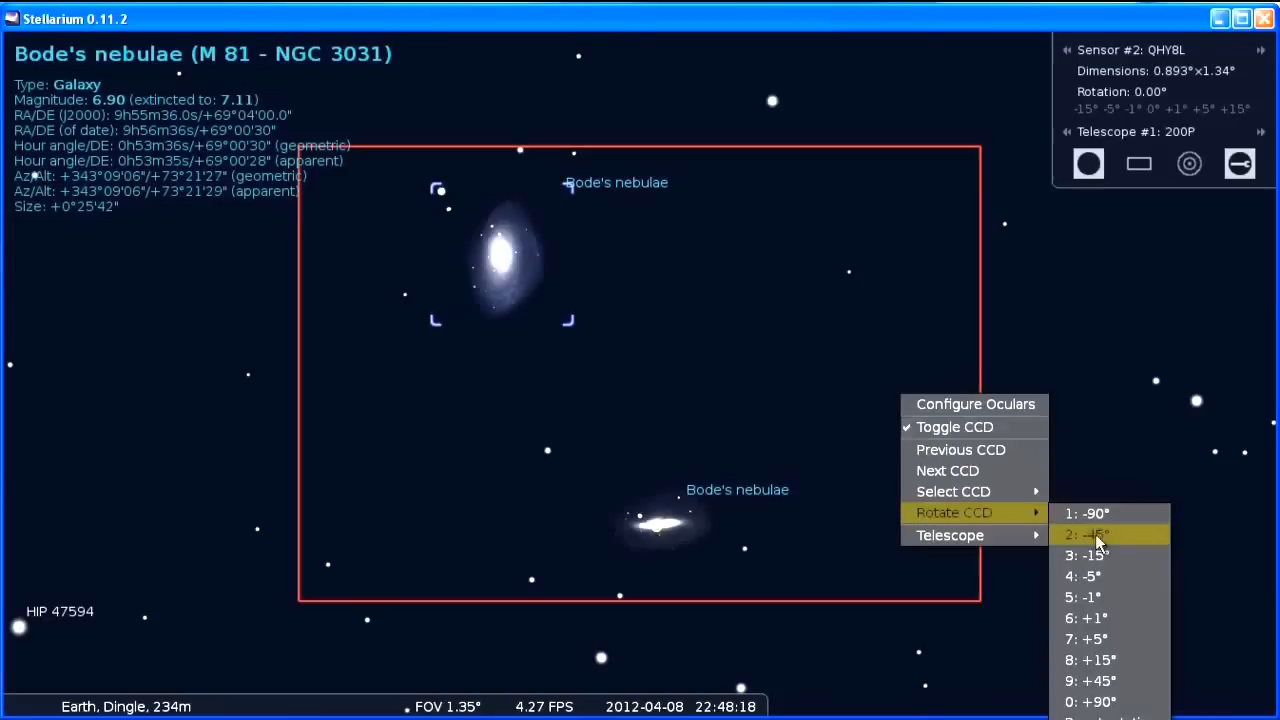 Stellarium 0.11.2
Bode's nebulae (M 81 - NGC 3031)
Type: Galaxy
Magnitude: 6.90 (extincted to: 7.11)
RA/DE (J2000): 9h55m36.0s/+69°04'00.0"
RA/DE (of date): 9h56m36s/+69°00'30"
Hour angle/DE: 0h53m36s/+69°00'30" (geometric)
Hour angle/DE: 0h53m35s/+69°00'28" (apparent)
Az/Alt: +343°09'06"/+73°21'27" (geometric)
Az/Alt: +343°09'06"/+73°21'29" (apparent)
Size: +0°25'42"
Sensor #2: QHY8L
Dimensions: 0.893°×1.34°
Rotation: 0.00°
-15° -5° -1° 0° +1° +5° +15°
Telescope #1: 200P
Bode's nebulae
Bode's nebulae
Configure Oculars
Toggle CCD
Previous CCD
Next CCD
Select CCD
Rotate CCD
Telescope
1: -90°
2: -45°
3: -15°
4: -5°
5: -1°
6: +1°
7: +5°
8: +15°
9: +45°
0: +90°
HIP 47594
Earth, Dingle, 234m
FOV 1.35°
4.27 FPS
2012-04-08
22:48:18